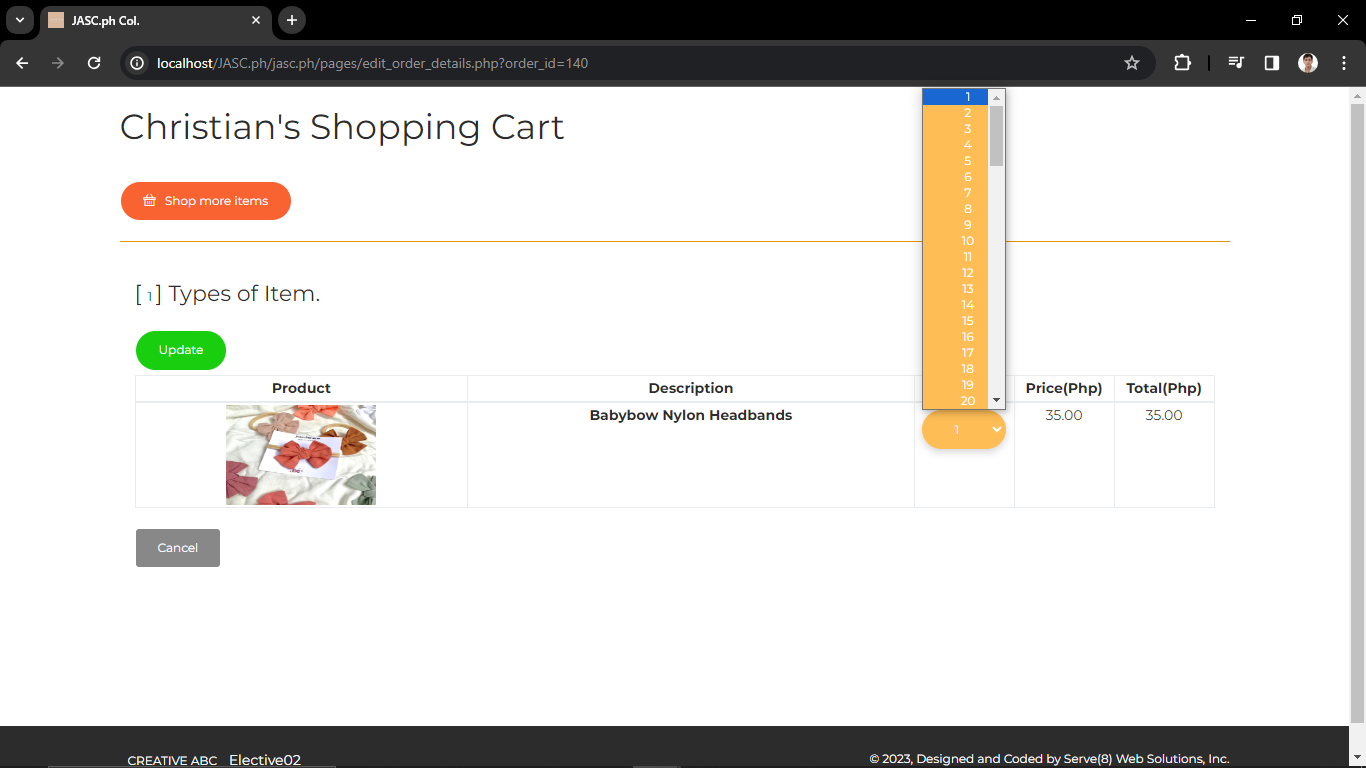 JASC.ph Col.
localhost/JASC.ph/jasc.ph/pages/edit_order_details.php?order_id=140
Christian's Shopping Cart
Shop more items
[ 1 ] Types of Item.
Update
1
2
3
4
5
6
7
8
9
10
11
12
13
14
15
16
17
18
19
20
Product Description Price(Php) Total(Php)
Babybow Nylon Headbands 1 35.00 35.00
Cancel
CREATIVE ABC Elective02
© 2023, Designed and Coded by Serve(8) Web Solutions, Inc.